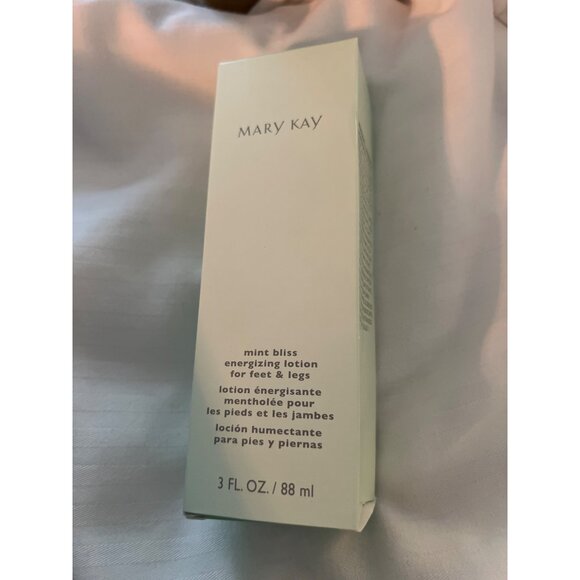 MARY KAY
mint bliss
energizing lotion
for feet & legs
lotion énergisante
mentholée pour
les pieds et les jambes
loción humectante
para pies y piernas
3 FL. OZ. / 88 ml